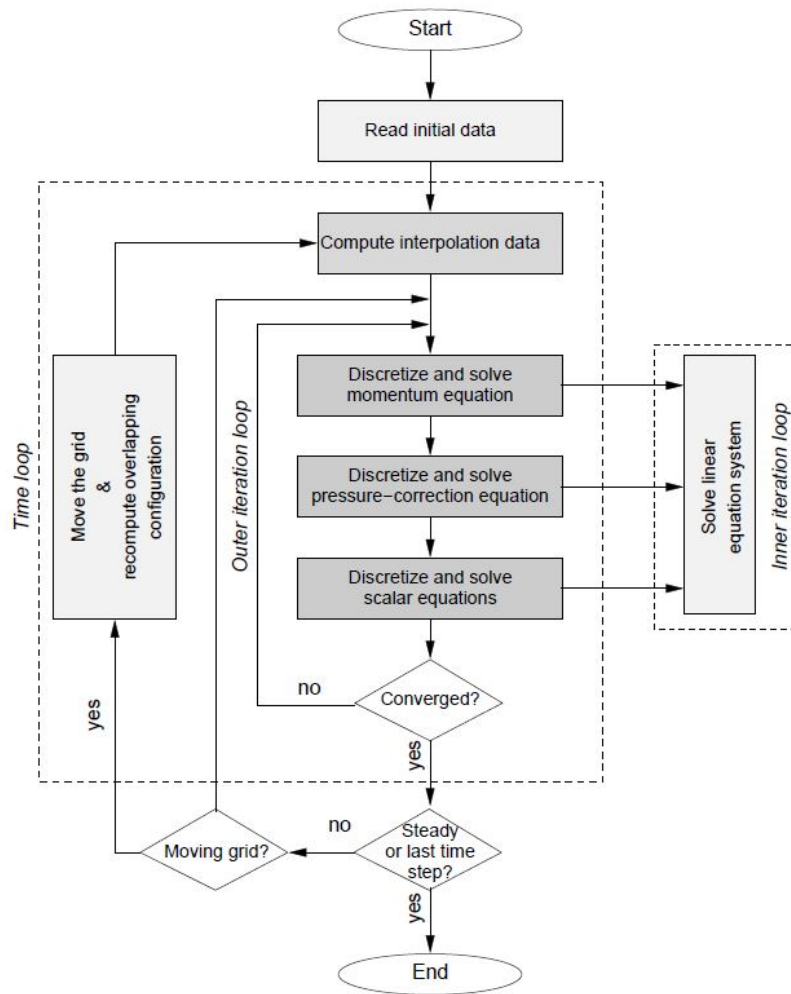 Start
Read initial data
Compute interpolation data
Discretize and solve
momentum equation
Discretize and solve
pressure−correction equation
Discretize and solve
scalar equations
Converged?
no
yes
Steady
or last time
step?
no
yes
Moving grid?
yes
Move the grid
&
recompute overlapping
configuration
Time loop
Outer iteration loop
Solve linear
equation system
Inner iteration loop
End